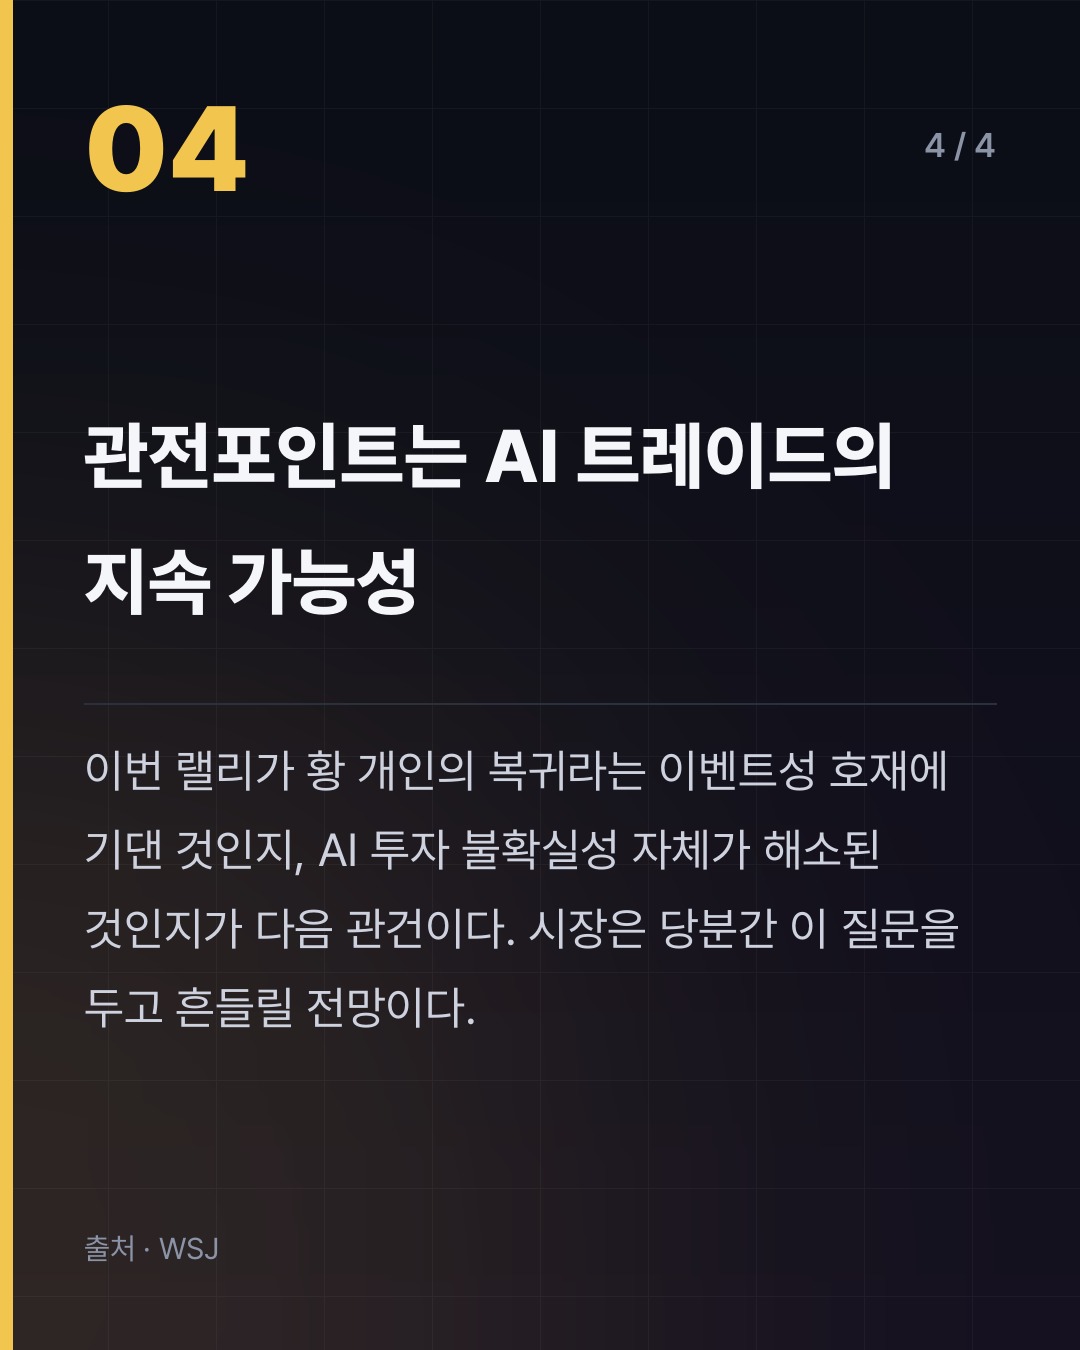 04
4 / 4
관전포인트는 AI 트레이드의
지속 가능성
이번 랠리가 황 개인의 복귀라는 이벤트성 호재에
기댄 것인지, AI 투자 불확실성 자체가 해소된
것인지가 다음 관건이다. 시장은 당분간 이 질문을
두고 흔들릴 전망이다.
출처 · WSJ